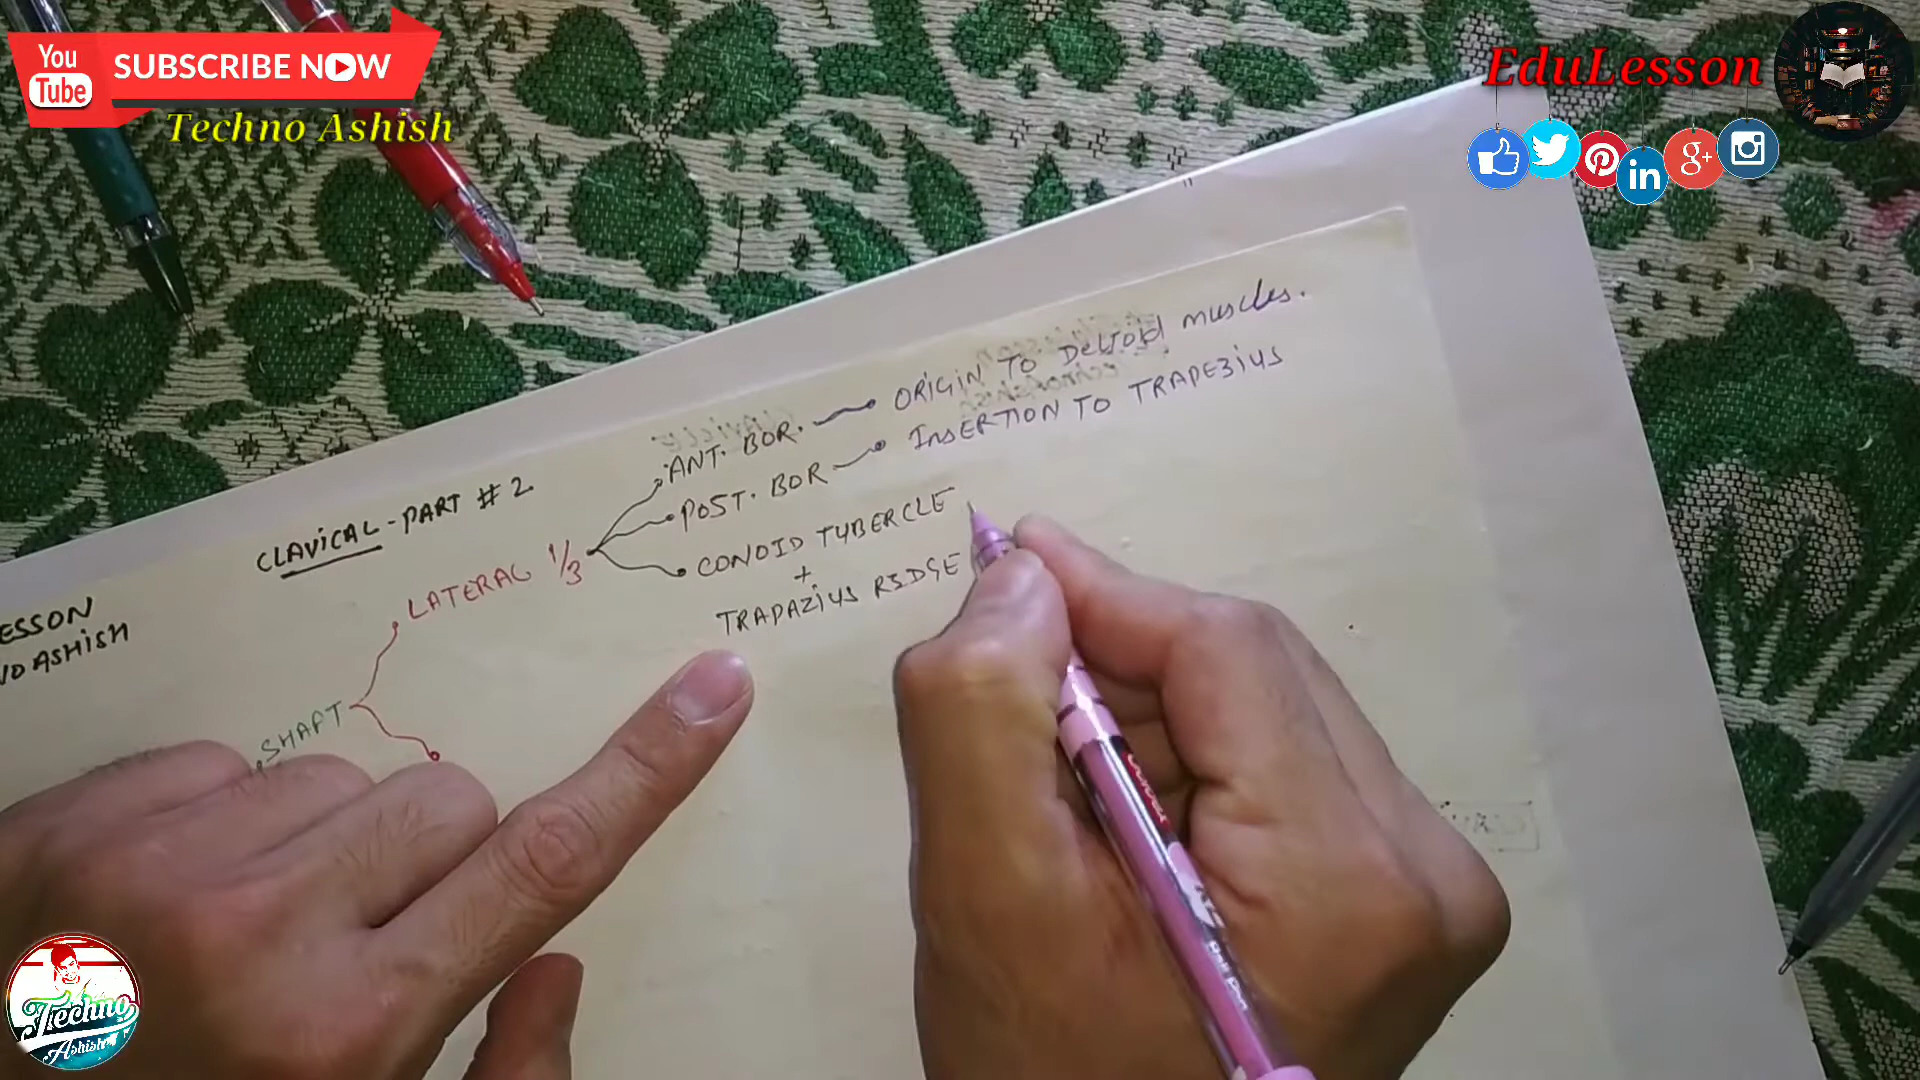 You Tube SUBSCRIBE NOW
Techno Ashish
EduLesson
ORIGIN TO DELTOID muscles.
ANT. BOR.
INSERTION TO TRAPEZIUS
POST. BOR
CLAVICAL - PART # 2
CONOID TUBERCLE
+
TRAPAZIUS RIDGE
LATERAL 1/3
ESSON
NO ASHISH
SHAFT
Techno
Ashish